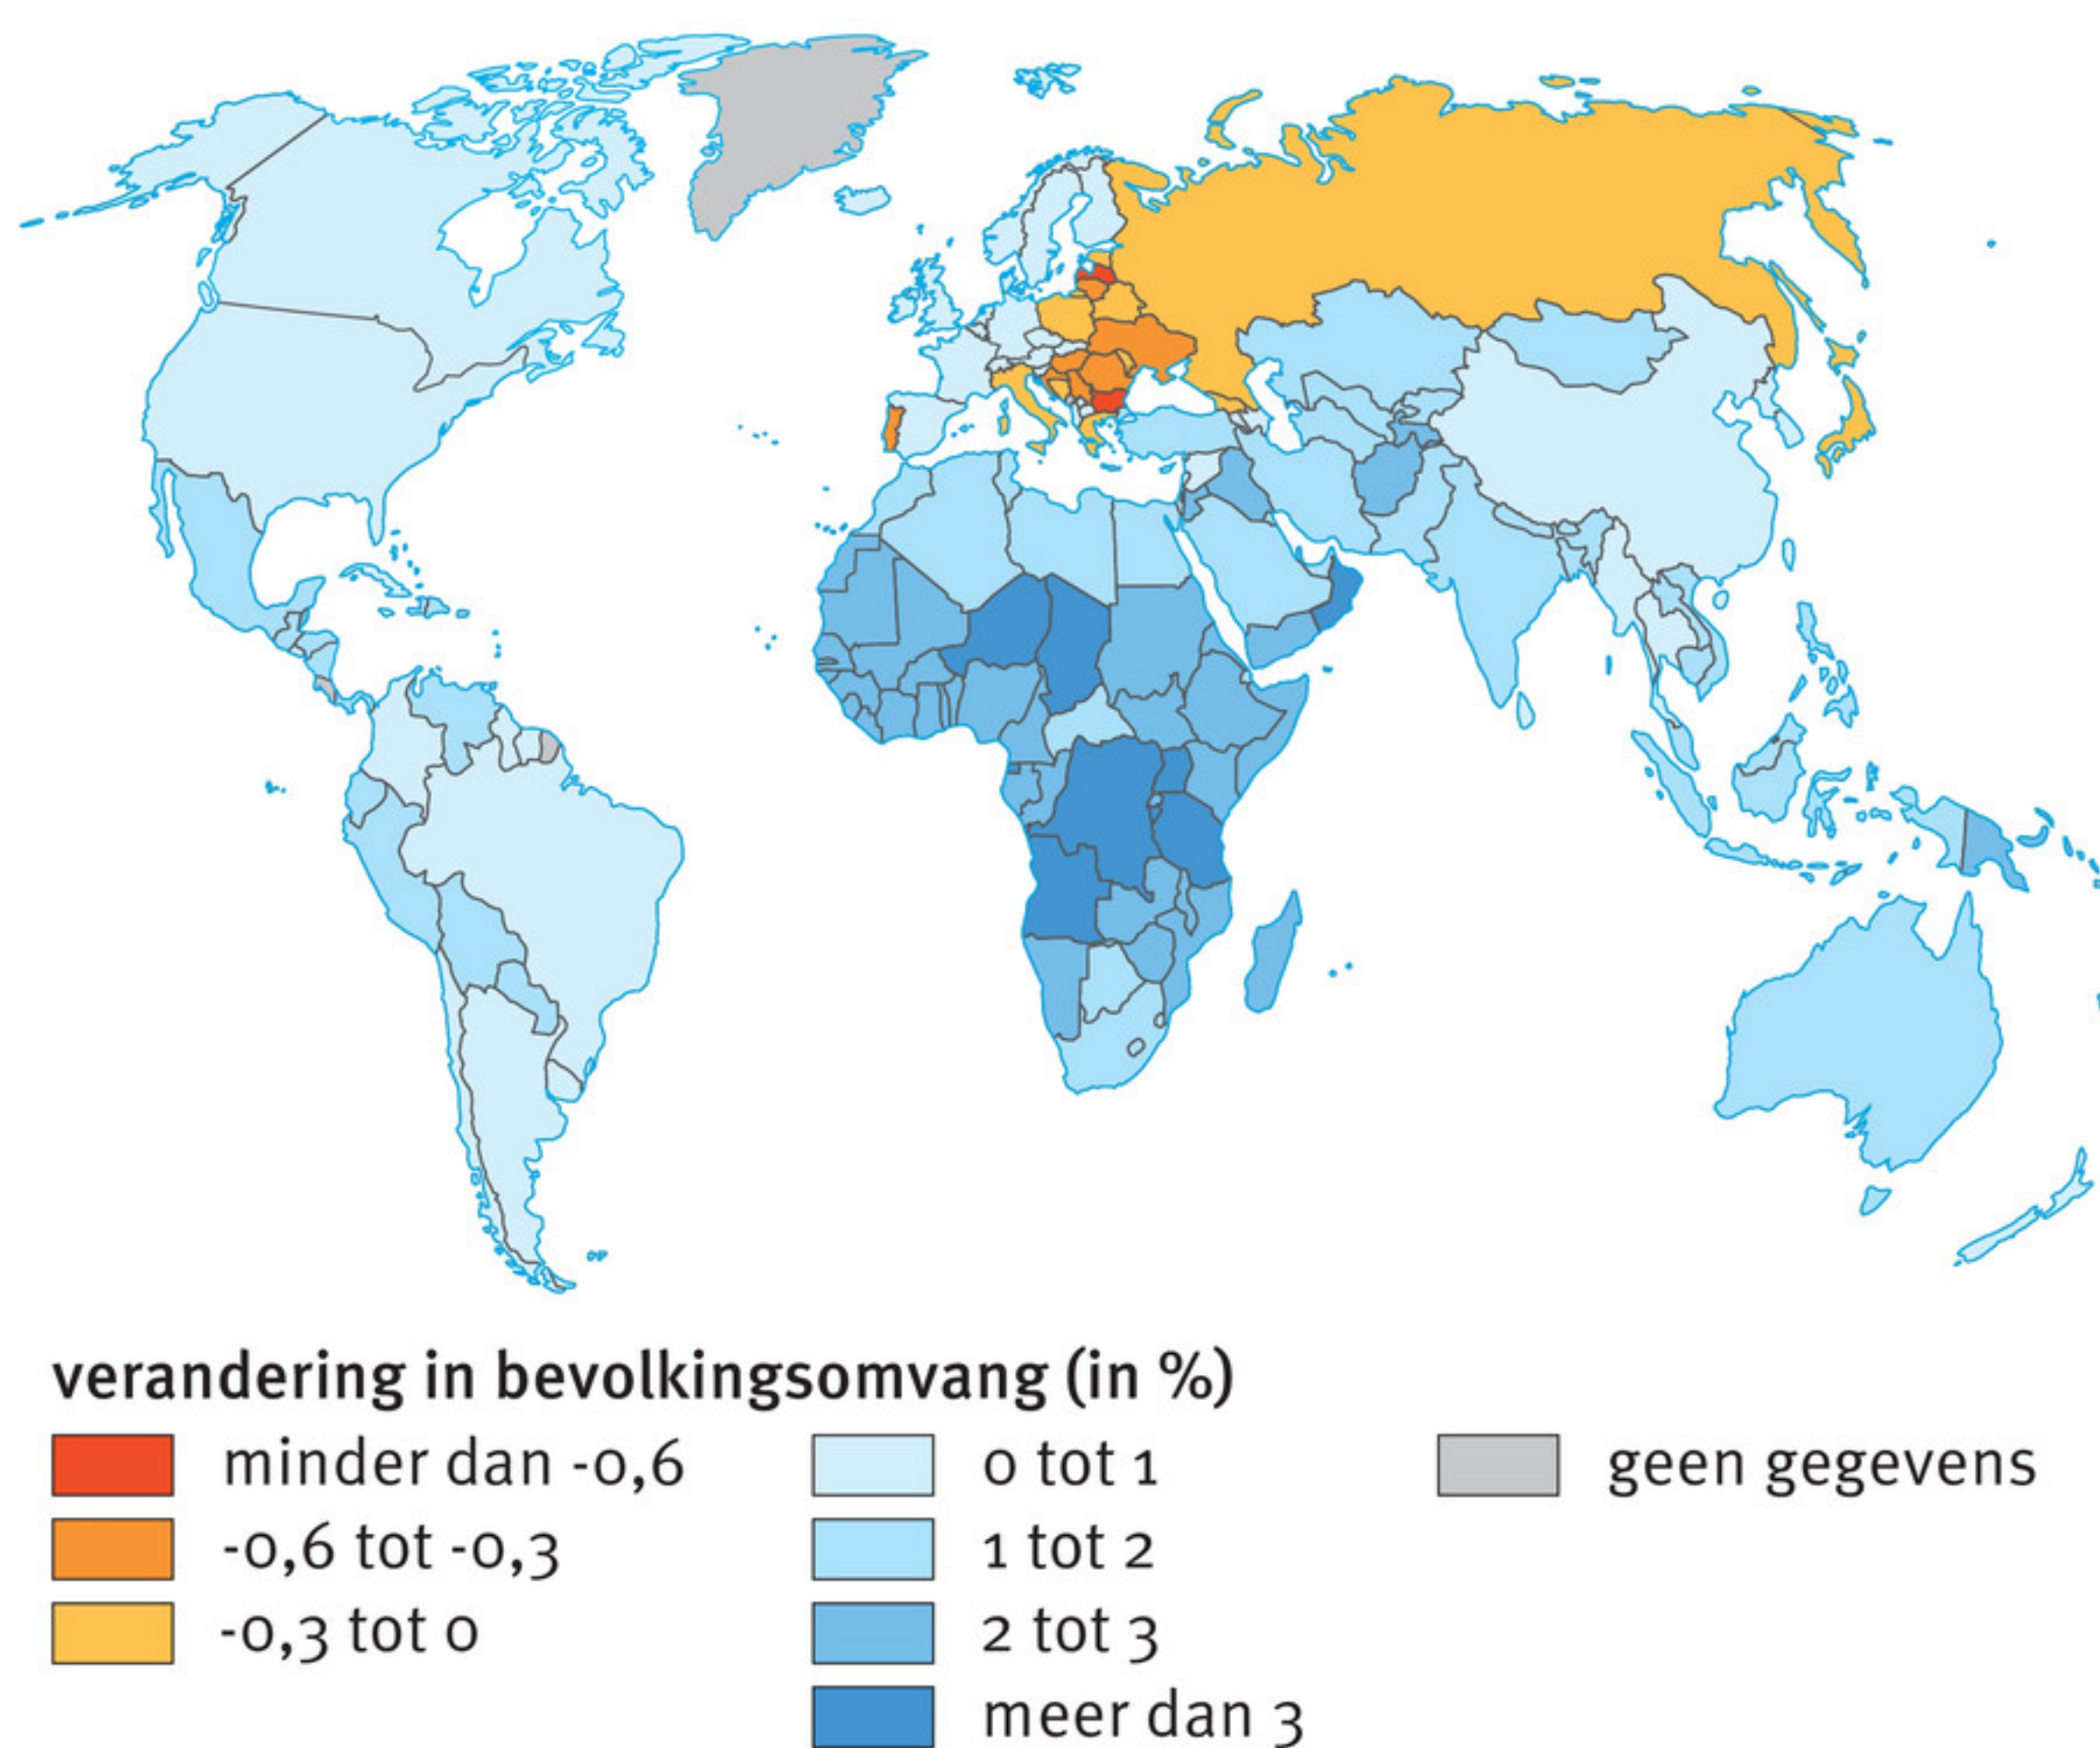 verandering in bevolkingsomvang (in %)
minder dan -0,6
-0,6 tot -0,3
-0,3 tot 0
0 tot 1
1 tot 2
2 tot 3
meer dan 3
geen gegevens